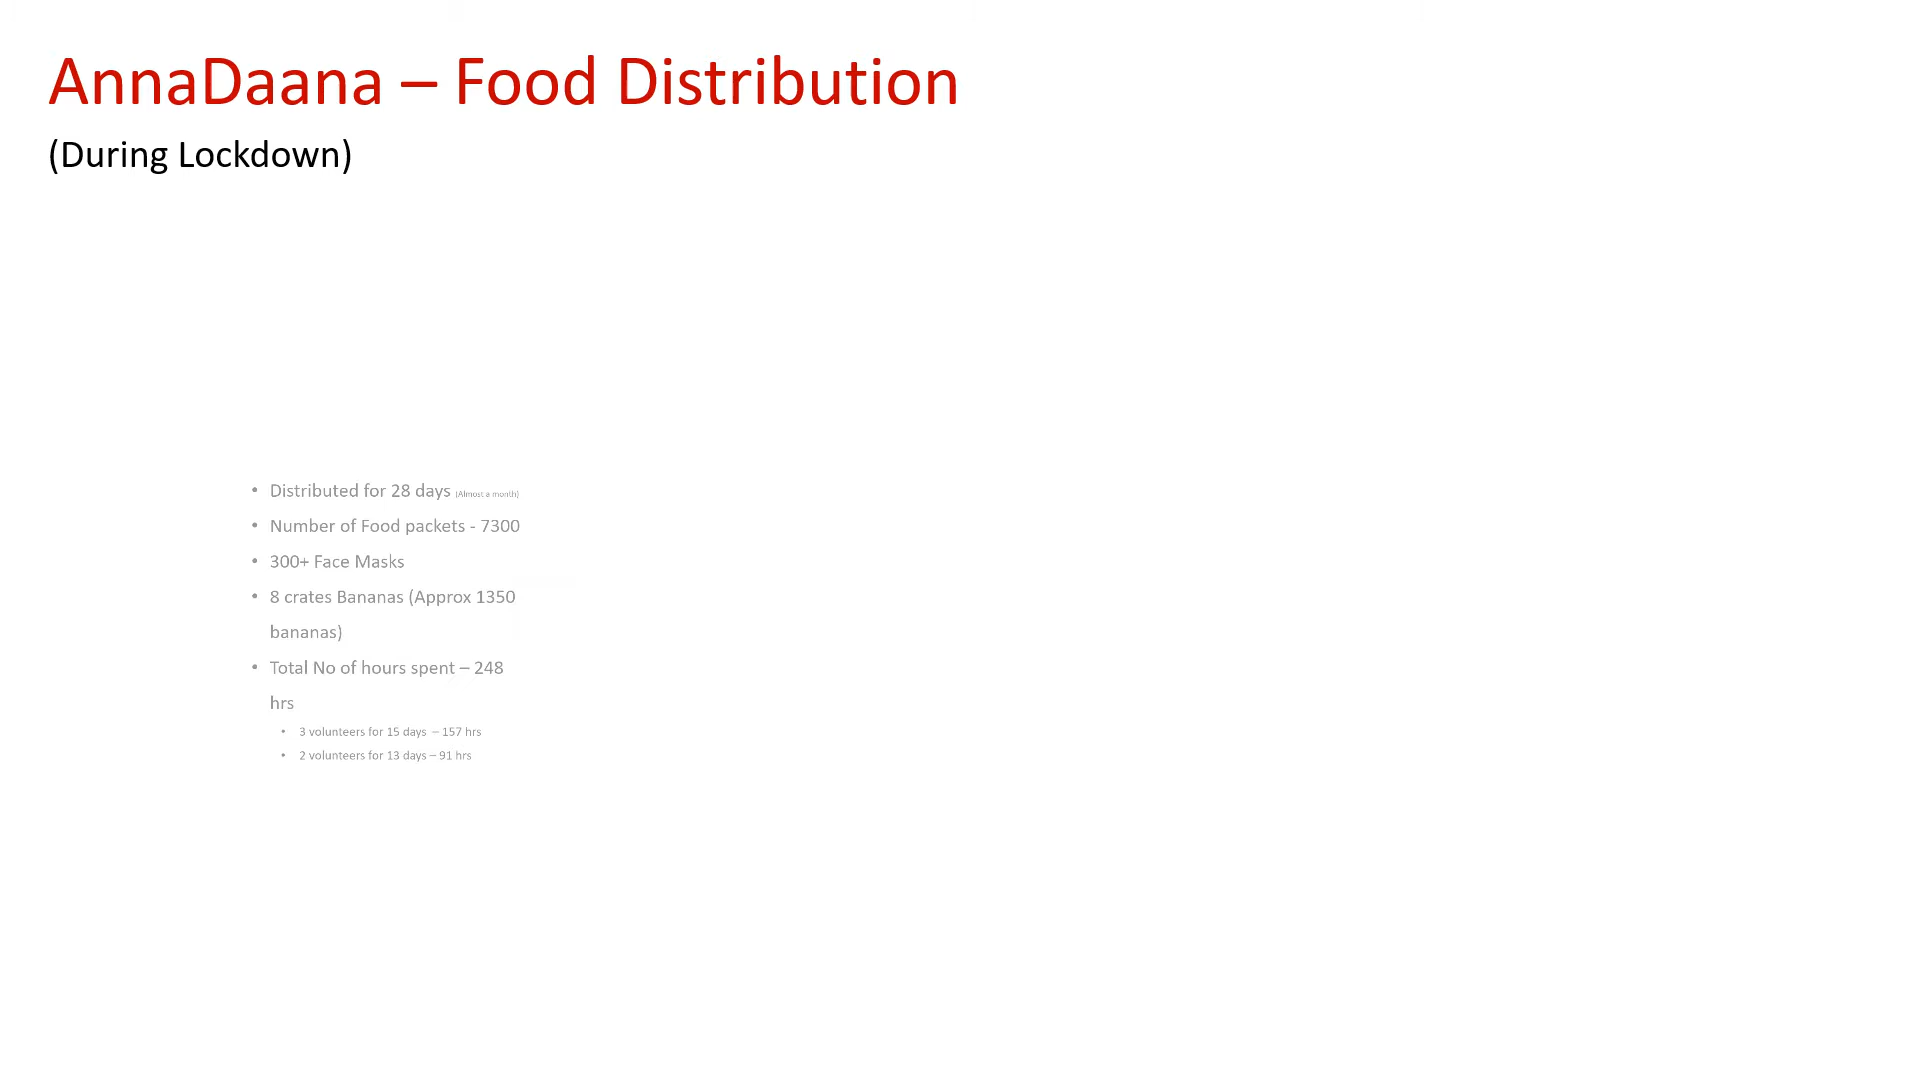 AnnaDaana – Food Distribution
(During Lockdown)
• Distributed for 28 days (Almost a month)
• Number of Food packets - 7300
• 300+ Face Masks
• 8 crates Bananas (Approx 1350
bananas)
• Total No of hours spent – 248
hrs
• 3 volunteers for 15 days – 157 hrs
• 2 volunteers for 13 days – 91 hrs